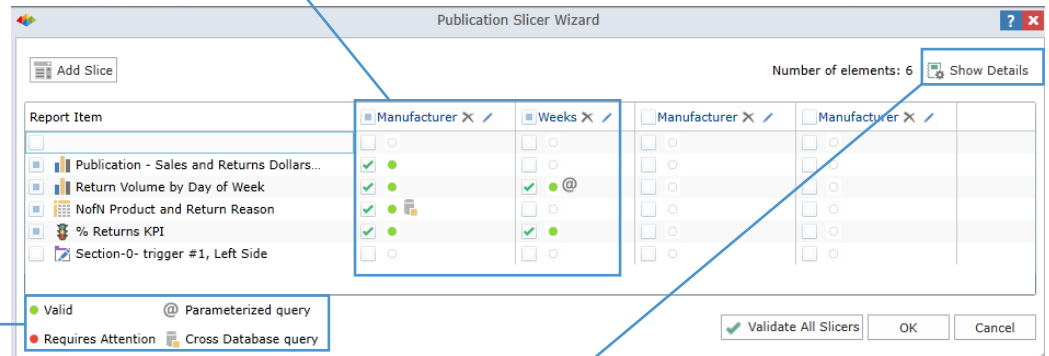 Publication Slicer Wizard
? X
Add Slice
Number of elements: 6
Show Details
Report Item
Manufacturer
Weeks
Manufacturer
Manufacturer
Publication - Sales and Returns Dollars...
Return Volume by Day of Week
@
NofN Product and Return Reason
% Returns KPI
Section-0- trigger #1, Left Side
Valid
@ Parameterized query
Requires Attention
Cross Database query
Validate All Slicers
OK
Cancel